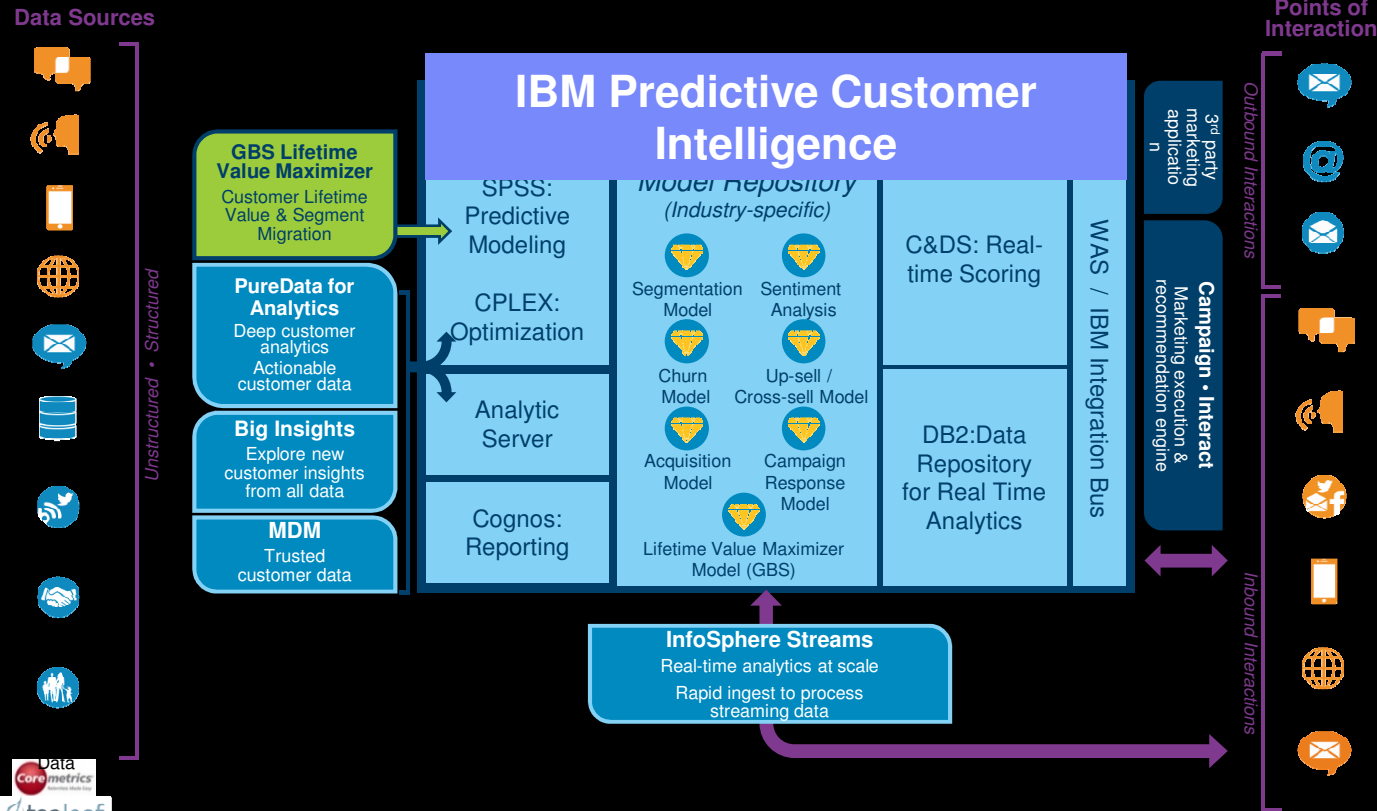 Data Sources
Points of
Interaction
IBM Predictive Customer
Intelligence
GBS Lifetime
Value Maximizer
Customer Lifetime
Value & Segment
Migration
PureData for
Analytics
Deep customer
analytics
Actionable
customer data
Big Insights
Explore new
customer insights
from all data
MDM
Trusted
customer data
Unstructured • Structured
SPSS:
Predictive
Modeling
CPLEX:
Optimization
Analytic
Server
Cognos:
Reporting
Model Repository
(Industry-specific)
Segmentation
Model
Sentiment
Analysis
Churn
Model
Up-sell /
Cross-sell Model
Acquisition
Model
Campaign
Response
Model
Lifetime Value Maximizer
Model (GBS)
C&DS: Real-
time Scoring
DB2:Data
Repository
for Real Time
Analytics
WAS / IBM Integration Bus
3rd party
marketing
applicatio
n
Campaign • Interact
Marketing execution &
recommendation engine
Outbound Interactions
Inbound Interactions
InfoSphere Streams
Real-time analytics at scale
Rapid ingest to process
streaming data
Data
Coremetrics
tealeaf